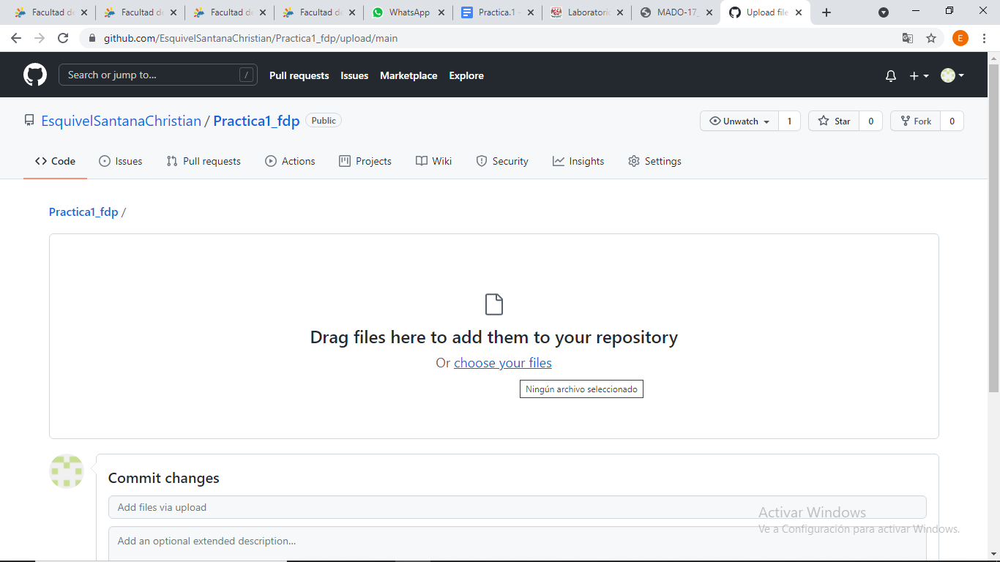 Facultad de Facultad de Facultad de Facultad de WhatsApp Practica.1 - Laboratorio MADO-17_ Upload file
github.com/EsquivelSantanaChristian/Practica1_fdp/upload/main E
Search or jump to... / Pull requests Issues Marketplace Explore
EsquivelSantanaChristian / Practica1_fdp Public Unwatch 1 Star 0 Fork 0
Code Issues Pull requests Actions Projects Wiki Security Insights Settings
Practica1_fdp /
Drag files here to add them to your repository
Or choose your files
Ningún archivo seleccionado
Commit changes
Add files via upload
Activar Windows
Ve a Configuración para activar Windows.
Add an optional extended description...